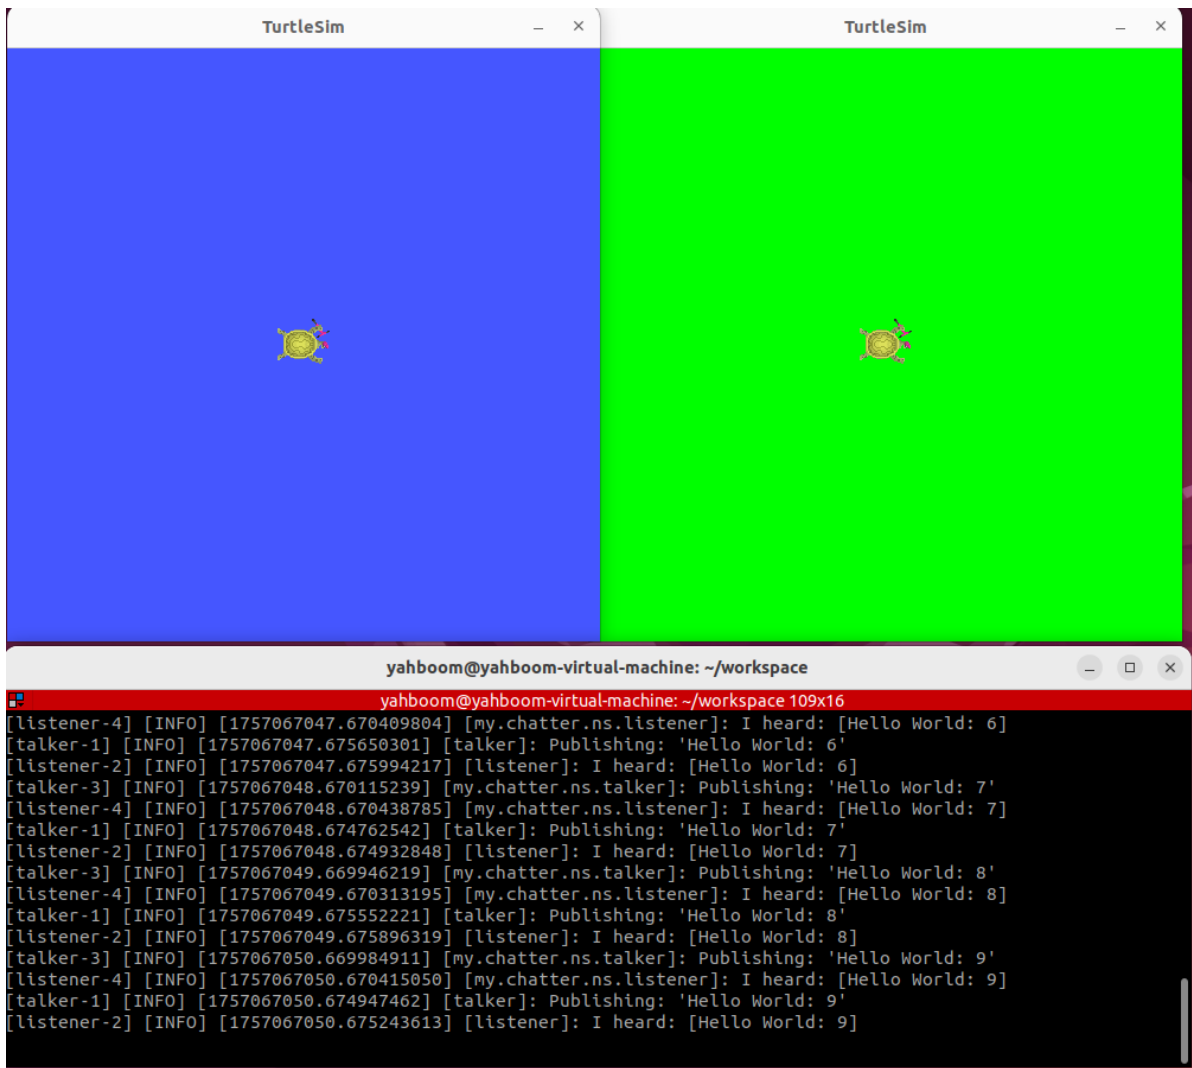 TurtleSim
TurtleSim
yahboom@yahboom-virtual-machine: ~/workspace
yahboom@yahboom-virtual-machine: ~/workspace 109x16
[listener-4] [INFO] [1757067047.670409804] [my.chatter.ns.listener]: I heard: [Hello World: 6]
[talker-1] [INFO] [1757067047.675650301] [talker]: Publishing: 'Hello World: 6'
[listener-2] [INFO] [1757067047.675994217] [listener]: I heard: [Hello World: 6]
[talker-3] [INFO] [1757067048.670115239] [my.chatter.ns.talker]: Publishing: 'Hello World: 7'
[listener-4] [INFO] [1757067048.670438785] [my.chatter.ns.listener]: I heard: [Hello World: 7]
[talker-1] [INFO] [1757067048.674762542] [talker]: Publishing: 'Hello World: 7'
[listener-2] [INFO] [1757067048.674932848] [listener]: I heard: [Hello World: 7]
[talker-3] [INFO] [1757067049.669946219] [my.chatter.ns.talker]: Publishing: 'Hello World: 8'
[listener-4] [INFO] [1757067049.670313195] [my.chatter.ns.listener]: I heard: [Hello World: 8]
[talker-1] [INFO] [1757067049.675552221] [talker]: Publishing: 'Hello World: 8'
[listener-2] [INFO] [1757067049.675896319] [listener]: I heard: [Hello World: 8]
[talker-3] [INFO] [1757067050.669984911] [my.chatter.ns.talker]: Publishing: 'Hello World: 9'
[listener-4] [INFO] [1757067050.670415050] [my.chatter.ns.listener]: I heard: [Hello World: 9]
[talker-1] [INFO] [1757067050.674947462] [talker]: Publishing: 'Hello World: 9'
[listener-2] [INFO] [1757067050.675243613] [listener]: I heard: [Hello World: 9]